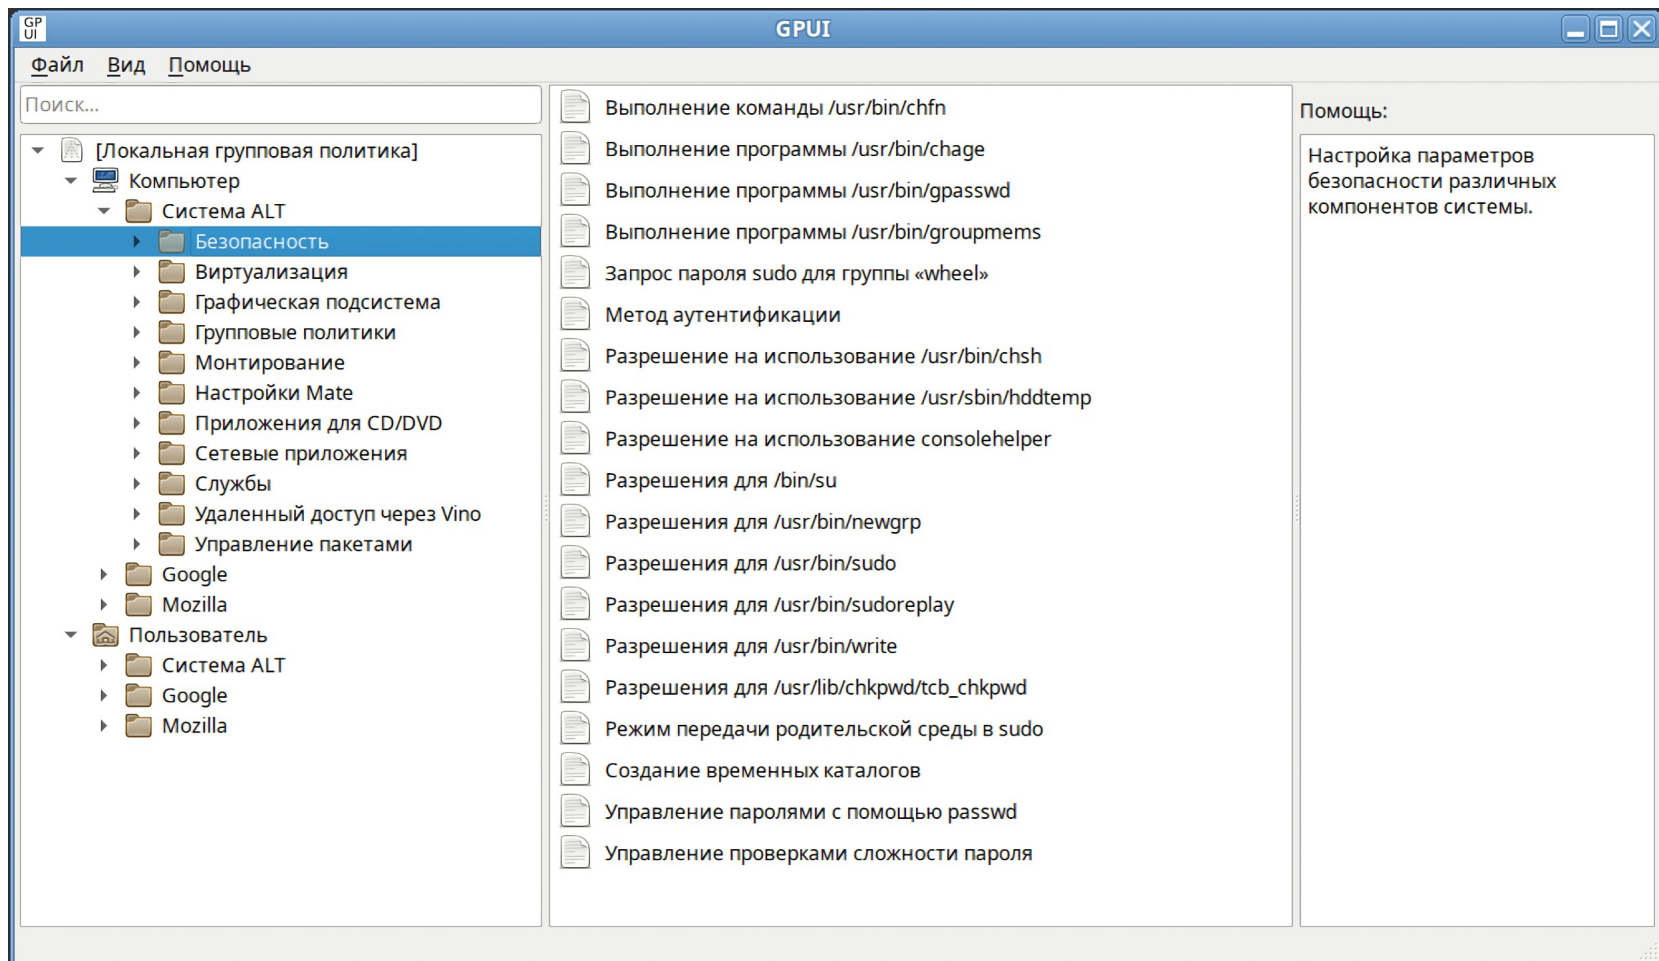 GP
UI
GPUI
Файл Вид Помощь
Поиск...
[Локальная групповая политика]
Компьютер
Система ALT
Безопасность
Виртуализация
Графическая подсистема
Групповые политики
Монтирование
Настройки Mate
Приложения для CD/DVD
Сетевые приложения
Службы
Удаленный доступ через Vino
Управление пакетами
Google
Mozilla
Пользователь
Система ALT
Google
Mozilla
Выполнение команды /usr/bin/chfn
Выполнение программы /usr/bin/chage
Выполнение программы /usr/bin/gpasswd
Выполнение программы /usr/bin/groupmems
Запрос пароля sudo для группы «wheel»
Метод аутентификации
Разрешение на использование /usr/bin/chsh
Разрешение на использование /usr/sbin/hddtemp
Разрешение на использование consolehelper
Разрешения для /bin/su
Разрешения для /usr/bin/newgrp
Разрешения для /usr/bin/sudo
Разрешения для /usr/bin/sudoreplay
Разрешения для /usr/bin/write
Разрешения для /usr/lib/chkpwd/tcb_chkpwd
Режим передачи родительской среды в sudo
Создание временных каталогов
Управление паролями с помощью passwd
Управление проверками сложности пароля
Помощь:
Настройка параметров
безопасности различных
компонентов системы.